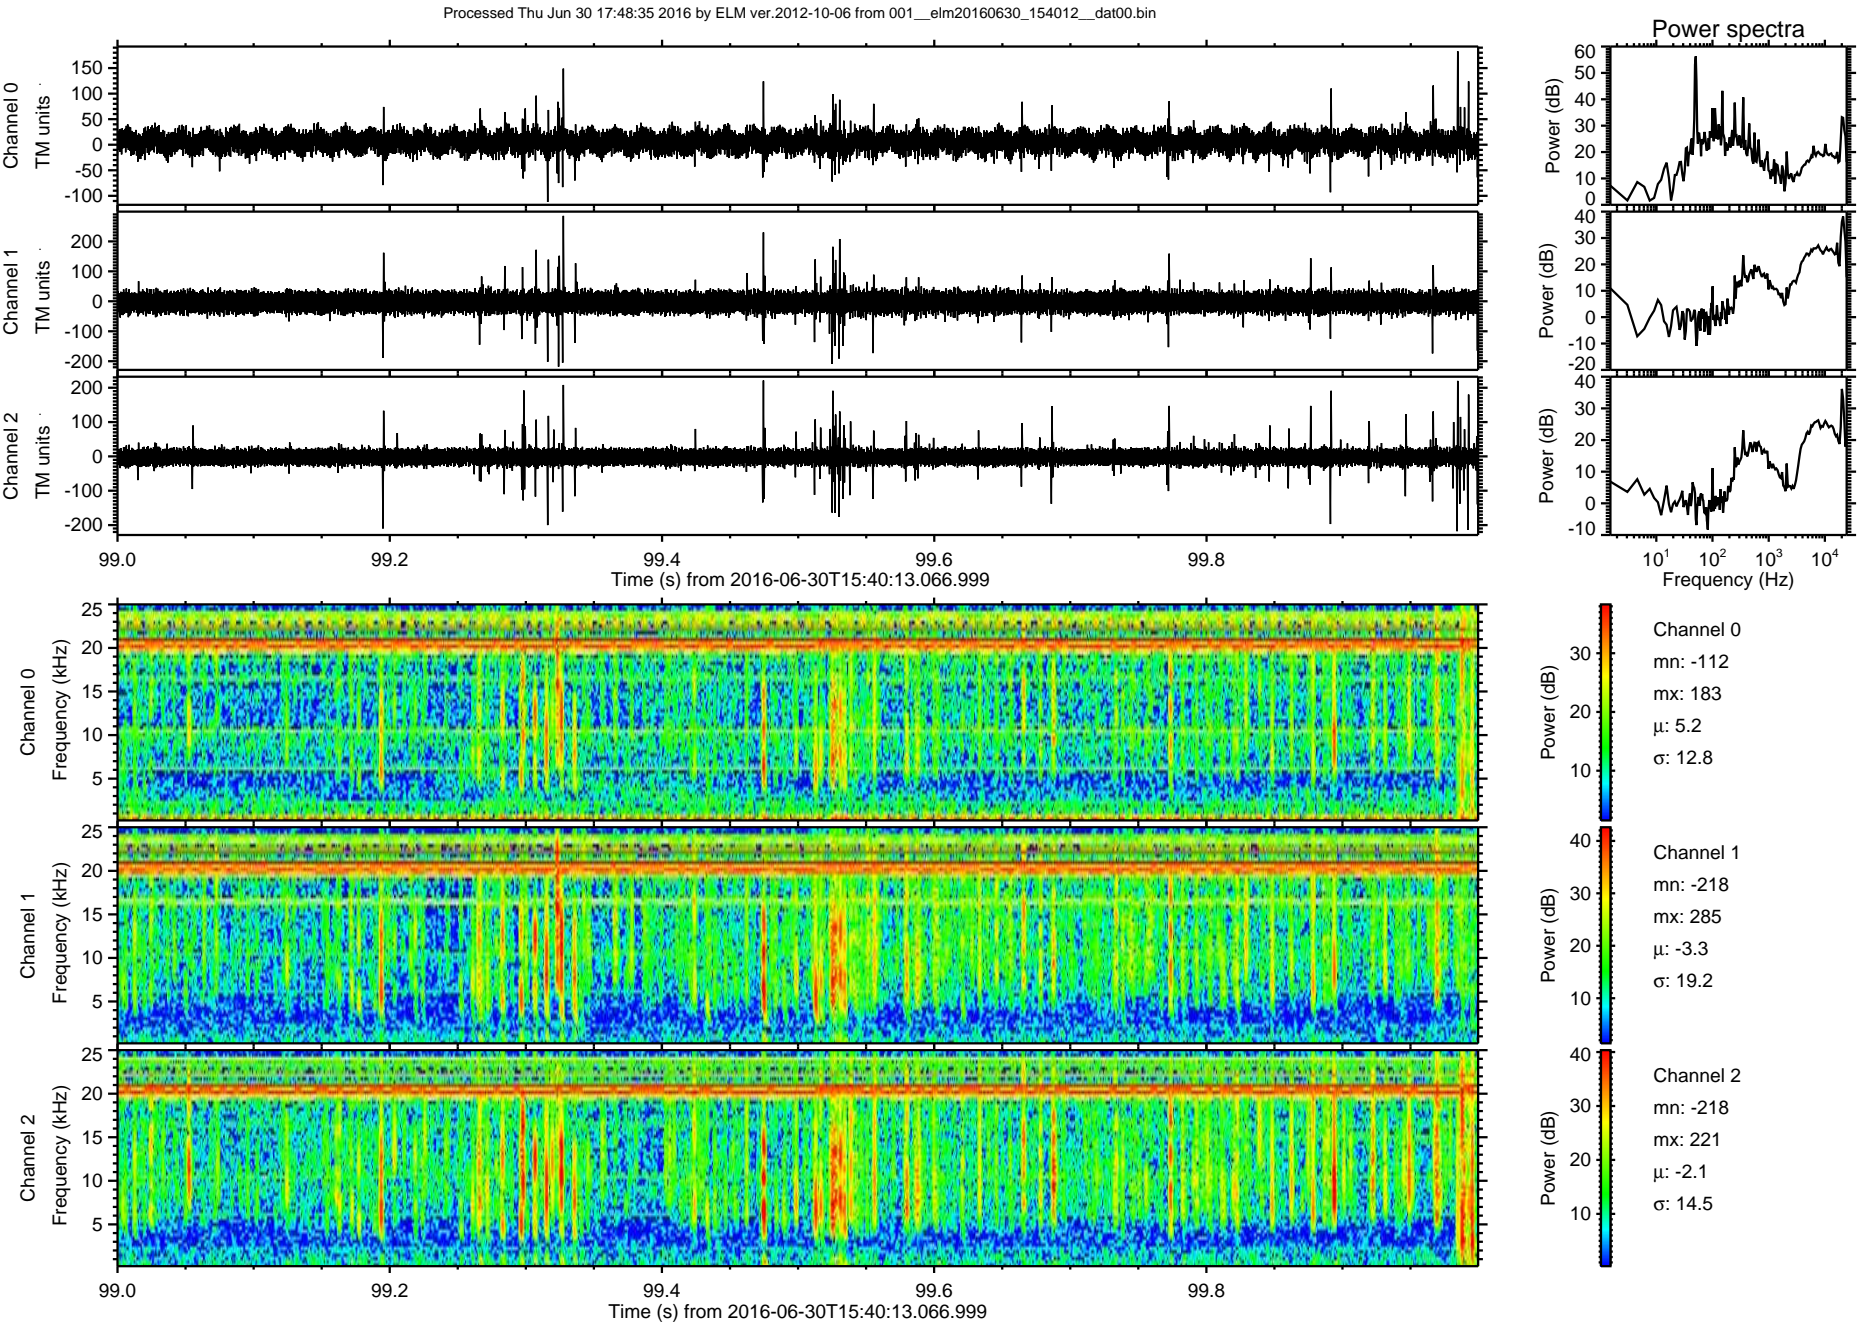 Processed Thu Jun 30 17:48:35 2016 by ELM ver.2012-10-06 from 001__elm20160630_154012__dat00.bin
Power spectra
Channel 0
TM units
150
100
50
0
-50
-100
Power (dB)
60
50
40
30
20
10
0
Channel 1
TM units
200
100
0
-100
-200
Power (dB)
40
30
20
10
0
-10
-20
Channel 2
TM units
200
100
0
-100
-200
Power (dB)
40
30
20
10
0
-10
99.0 99.2 99.4 99.6 99.8
Time (s) from 2016-06-30T15:40:13.066.999
10^1 10^2 10^3 10^4
Frequency (Hz)
Channel 0
Frequency (kHz)
25
20
15
10
5
Power (dB)
30
20
10
Channel 0
mn: -112
mx: 183
µ: 5.2
σ: 12.8
Channel 1
Frequency (kHz)
25
20
15
10
5
Power (dB)
40
30
20
10
Channel 1
mn: -218
mx: 285
µ: -3.3
σ: 19.2
Channel 2
Frequency (kHz)
25
20
15
10
5
Power (dB)
40
30
20
10
Channel 2
mn: -218
mx: 221
µ: -2.1
σ: 14.5
99.0 99.2 99.4 99.6 99.8
Time (s) from 2016-06-30T15:40:13.066.999